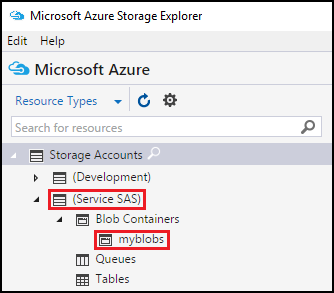 Microsoft Azure Storage Explorer
Edit Help
Microsoft Azure
Resource Types
Search for resources
Storage Accounts
(Development)
(Service SAS)
Blob Containers
myblobs
Queues
Tables